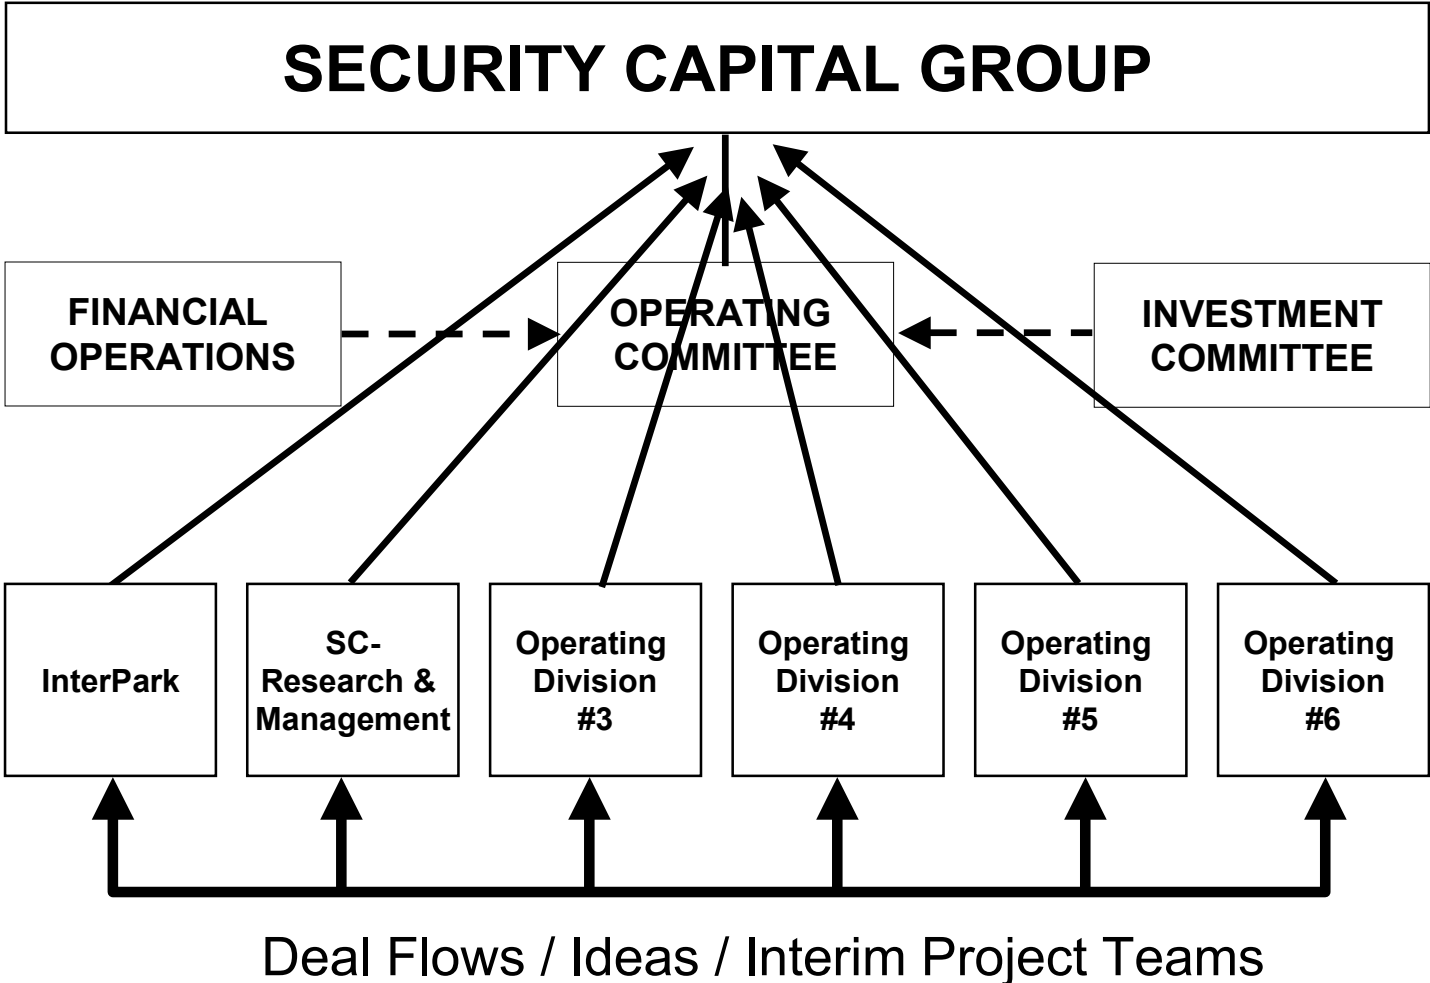 SECURITY CAPITAL GROUP
FINANCIAL
OPERATIONS
OPERATING
COMMITTEE
INVESTMENT
COMMITTEE
InterPark
SC-
Research &
Management
Operating
Division
#3
Operating
Division
#4
Operating
Division
#5
Operating
Division
#6
Deal Flows / Ideas / Interim Project Teams